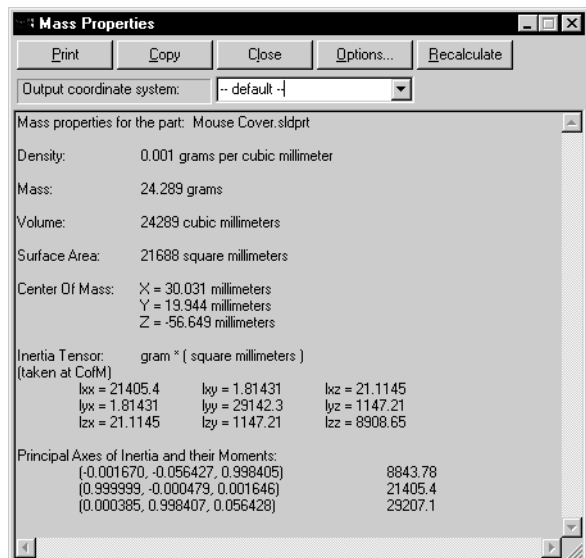 Mass Properties
Print Copy Close Options... Recalculate
Output coordinate system: -- default --
Mass properties for the part: Mouse Cover.sldprt
Density: 0.001 grams per cubic millimeter
Mass: 24.289 grams
Volume: 24289 cubic millimeters
Surface Area: 21688 square millimeters
Center Of Mass: X = 30.031 millimeters
Y = 19.944 millimeters
Z = -56.649 millimeters
Inertia Tensor: gram * ( square millimeters )
(taken at CofM)
Ixx = 21405.4 Ixy = 1.81431 Ixz = 21.1145
Iyx = 1.81431 Iyy = 29142.3 Iyz = 1147.21
Izx = 21.1145 Izy = 1147.21 Izz = 8908.65
Principal Axes of Inertia and their Moments:
(-0.001670, -0.056427, 0.998405) 8843.78
(0.999999, -0.000479, 0.001646) 21405.4
(0.000385, 0.998407, 0.056428) 29207.1